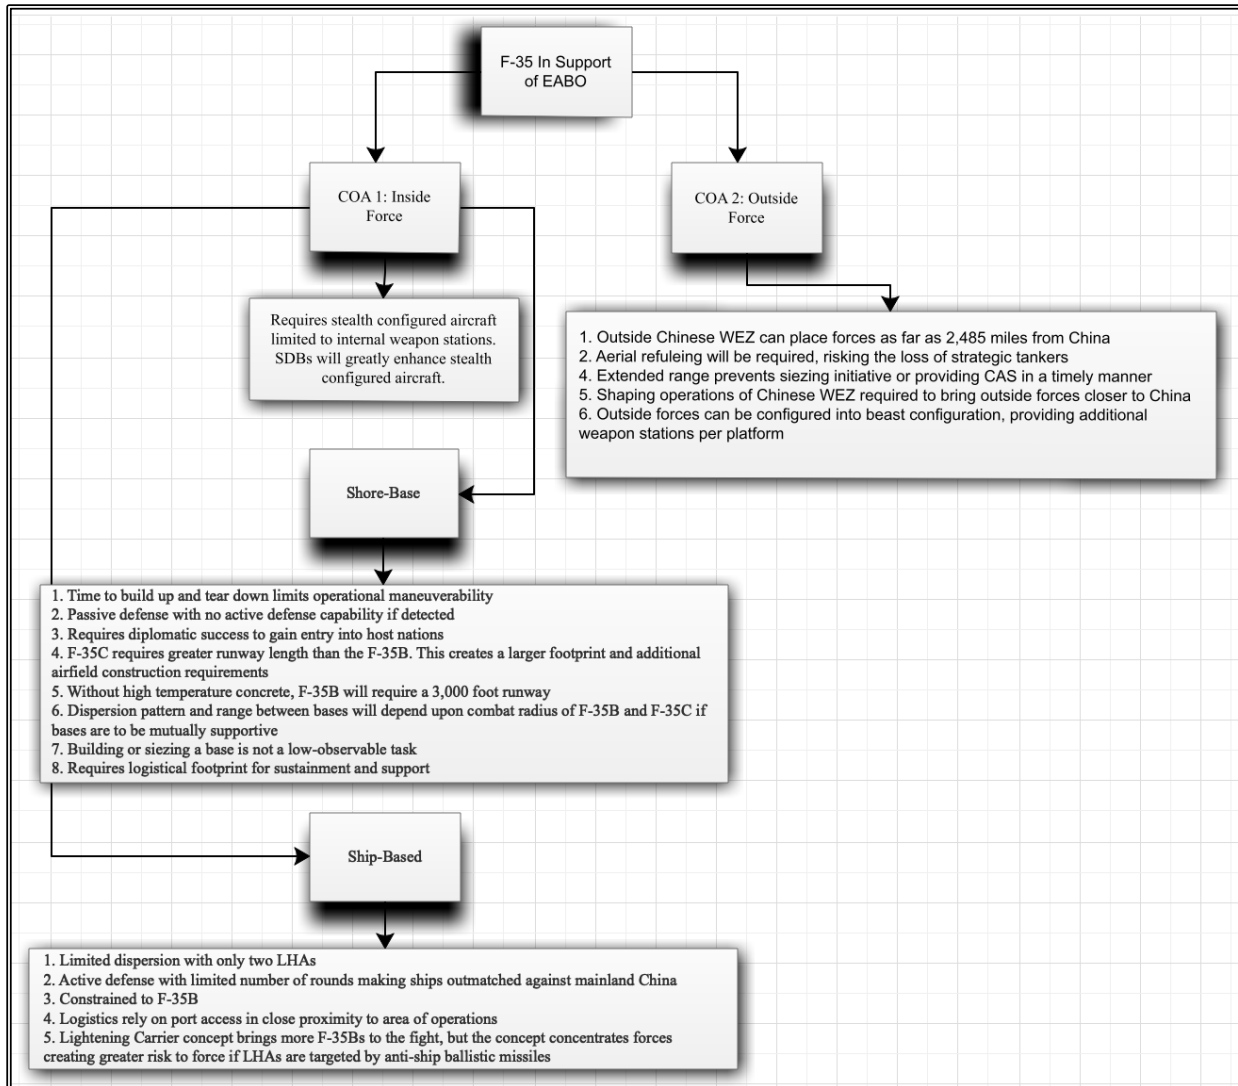 F-35 In Support
of EABO
COA 1: Inside
Force
COA 2: Outside
Force
Requires stealth configured aircraft
limited to internal weapon stations.
SDBs will greatly enhance stealth
configured aircraft.
1. Outside Chinese WEZ can place forces as far as 2,485 miles from China
2. Aerial refuleing will be required, risking the loss of strategic tankers
4. Extended range prevents siezing initiative or providing CAS in a timely manner
5. Shaping operations of Chinese WEZ required to bring outside forces closer to China
6. Outside forces can be configured into beast configuration, providing additional
weapon stations per platform
Shore-Base
1. Time to build up and tear down limits operational maneuverability
2. Passive defense with no active defense capability if detected
3. Requires diplomatic success to gain entry into host nations
4. F-35C requires greater runway length than the F-35B. This creates a larger footprint and additional
airfield construction requirements
5. Without high temperature concrete, F-35B will require a 3,000 foot runway
6. Dispersion pattern and range between bases will depend upon combat radius of F-35B and F-35C if
bases are to be mutually supportive
7. Building or siezing a base is not a low-observable task
8. Requires logistical footprint for sustainment and support
Ship-Based
1. Limited dispersion with only two LHAs
2. Active defense with limited number of rounds making ships outmatched against mainland China
3. Constrained to F-35B
4. Logistics rely on port access in close proximity to area of operations
5. Lightening Carrier concept brings more F-35Bs to the fight, but the concept concentrates forces
creating greater risk to force if LHAs are targeted by anti-ship ballistic missiles